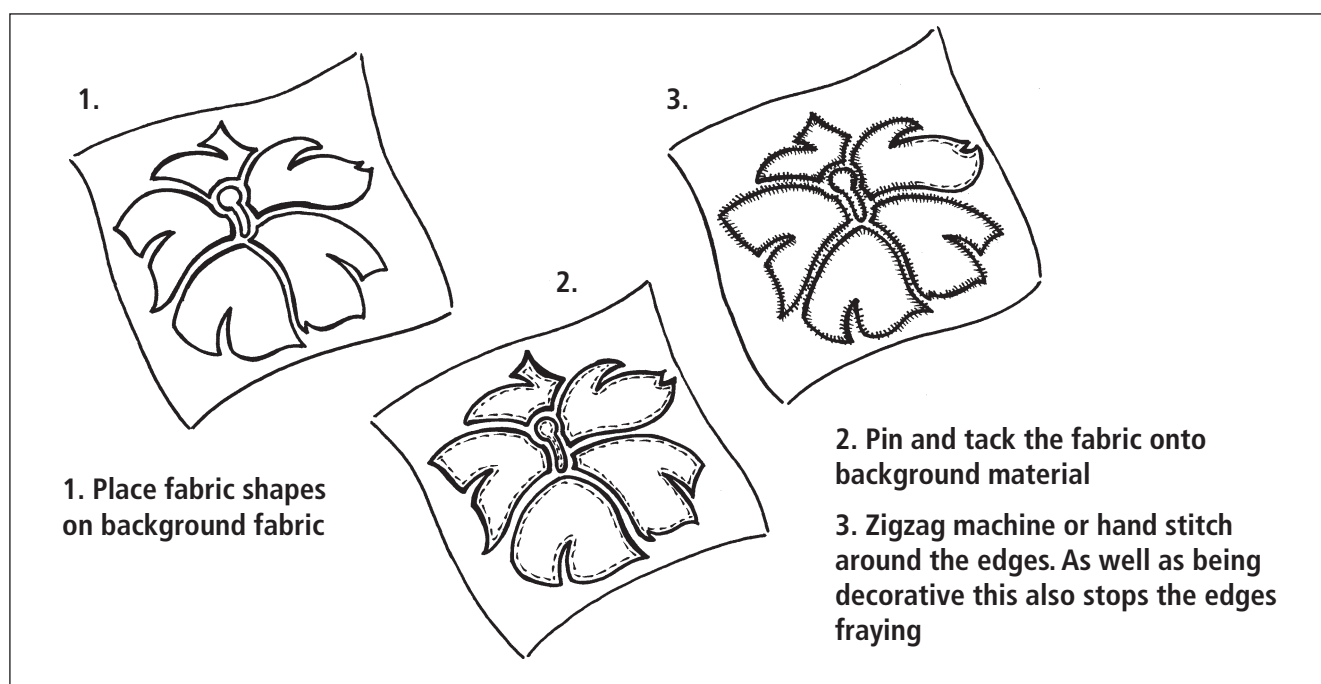 1.
3.
2.
1. Place fabric shapes
on background fabric
2. Pin and tack the fabric onto
background material
3. Zigzag machine or hand stitch
around the edges. As well as being
decorative this also stops the edges
fraying